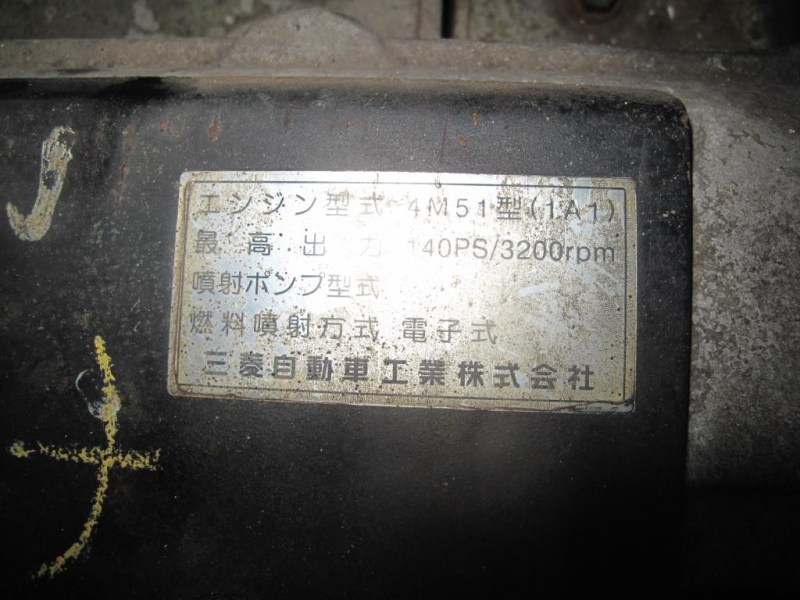 エンジン型式 4M51型(1A1)
最高出力 140PS/3200rpm
噴射ポンプ型式
燃料噴射方式 電子式
三菱自動車工業株式会社